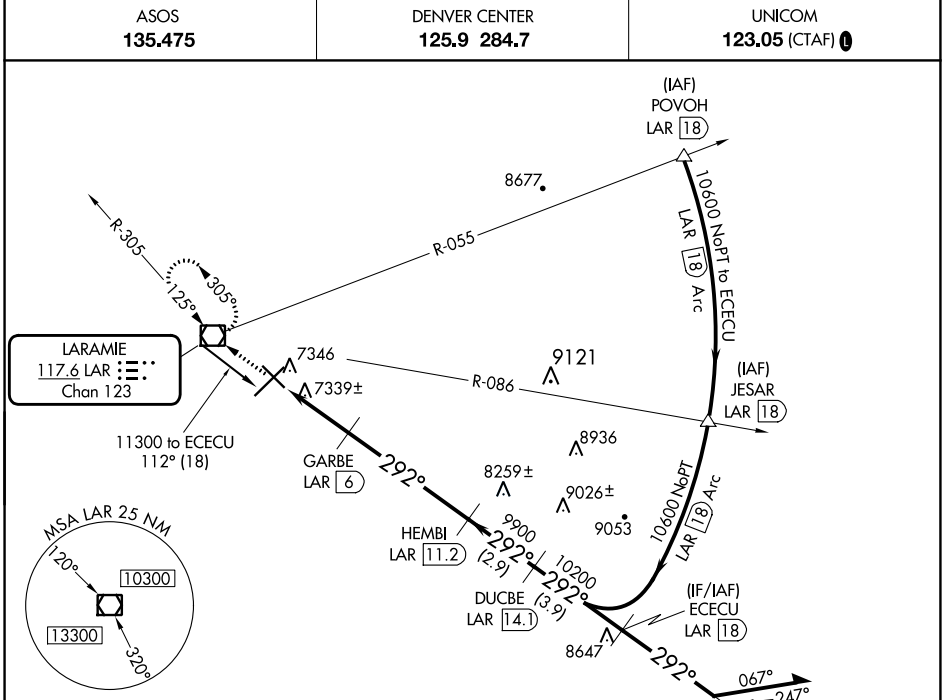 ASOS
135.475
DENVER CENTER
125.9 284.7
UNICOM
123.05 (CTAF) L
(IAF)
POVOH
LAR 18
8677
R-055
10600 NoPT to ECECU
LAR 18 Arc
R-305
125°
305°
LARAMIE
117.6 LAR
Chan 123
7346
7339±
9121
R-086
(IAF)
JESAR
LAR 18
11300 to ECECU
112° (18)
GARBE
LAR 6
292°
8936
8259±
9026±
9053
10600 NoPT
LAR 18 Arc
HEMBI
LAR 11.2
9900
292°
(2.9)
10200
292°
(3.9)
DUCBE
LAR 14.1
(IF/IAF)
ECECU
LAR 18
8647
292°
067°
247°
MSA LAR 25 NM
120°
10300
13300
320°